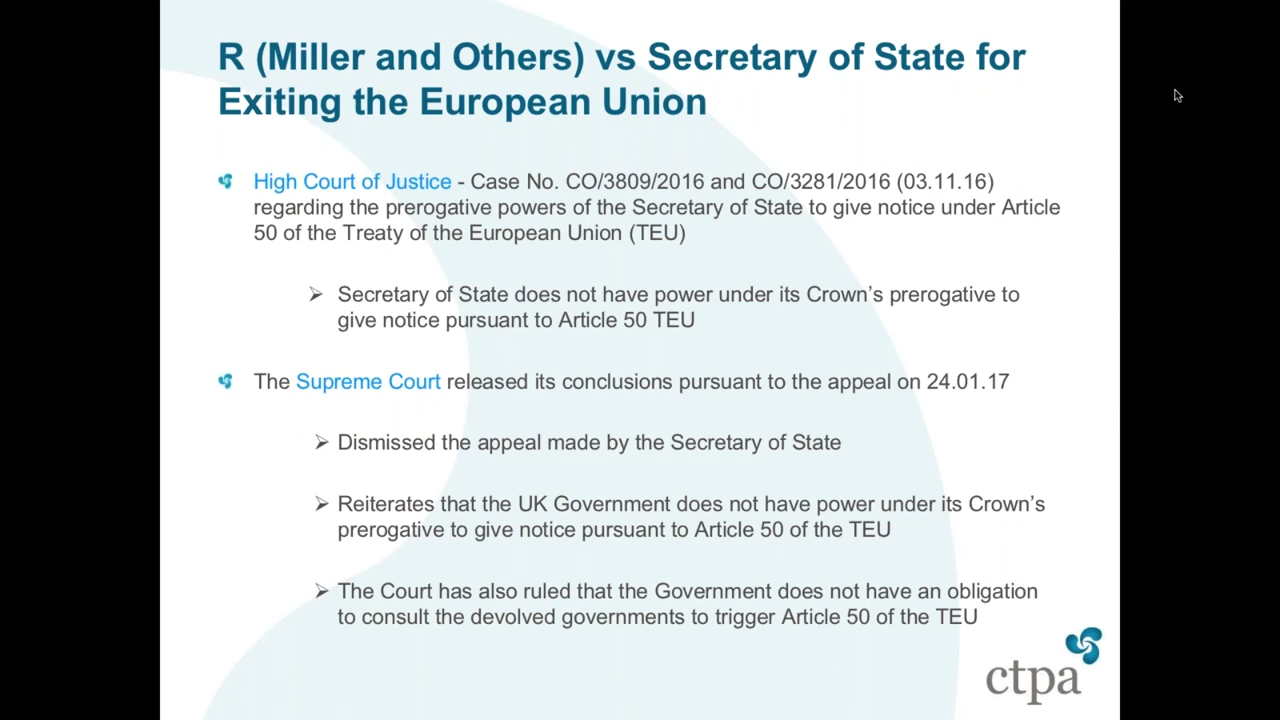 R (Miller and Others) vs Secretary of State for
Exiting the European Union
High Court of Justice - Case No. CO/3809/2016 and CO/3281/2016 (03.11.16)
regarding the prerogative powers of the Secretary of State to give notice under Article
50 of the Treaty of the European Union (TEU)
Secretary of State does not have power under its Crown’s prerogative to
give notice pursuant to Article 50 TEU
The Supreme Court released its conclusions pursuant to the appeal on 24.01.17
Dismissed the appeal made by the Secretary of State
Reiterates that the UK Government does not have power under its Crown’s
prerogative to give notice pursuant to Article 50 of the TEU
The Court has also ruled that the Government does not have an obligation
to consult the devolved governments to trigger Article 50 of the TEU
ctpa